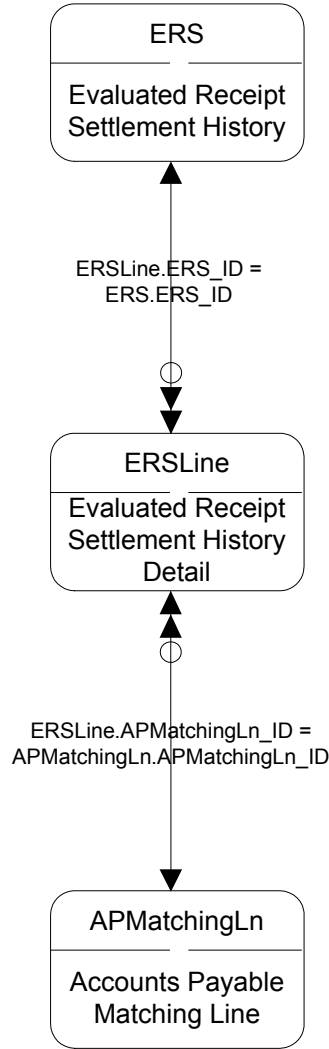 ERS
Evaluated Receipt
Settlement History
ERSLine.ERS_ID =
ERS.ERS_ID
ERSLine
Evaluated Receipt
Settlement History
Detail
ERSLine.APMatchingLn_ID =
APMatchingLn.APMatchingLn_ID
APMatchingLn
Accounts Payable
Matching Line